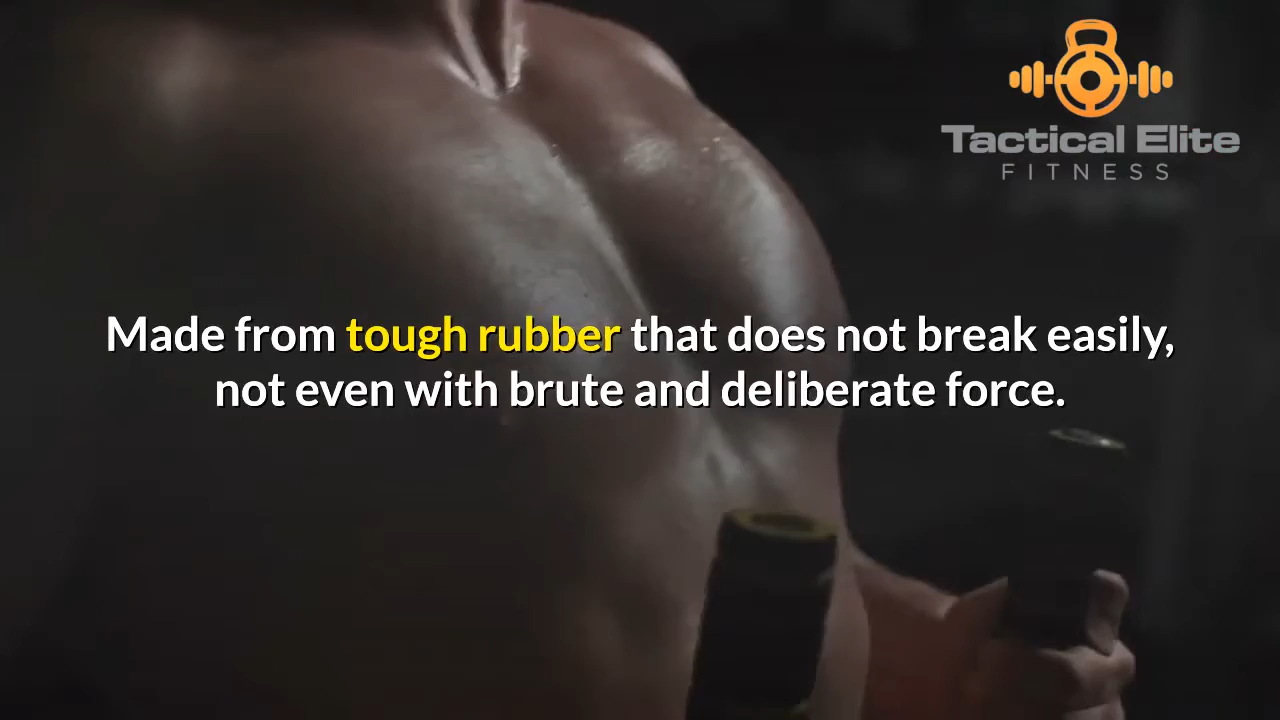 Tactical Elite
FITNESS
Made from tough rubber that does not break easily,
not even with brute and deliberate force.